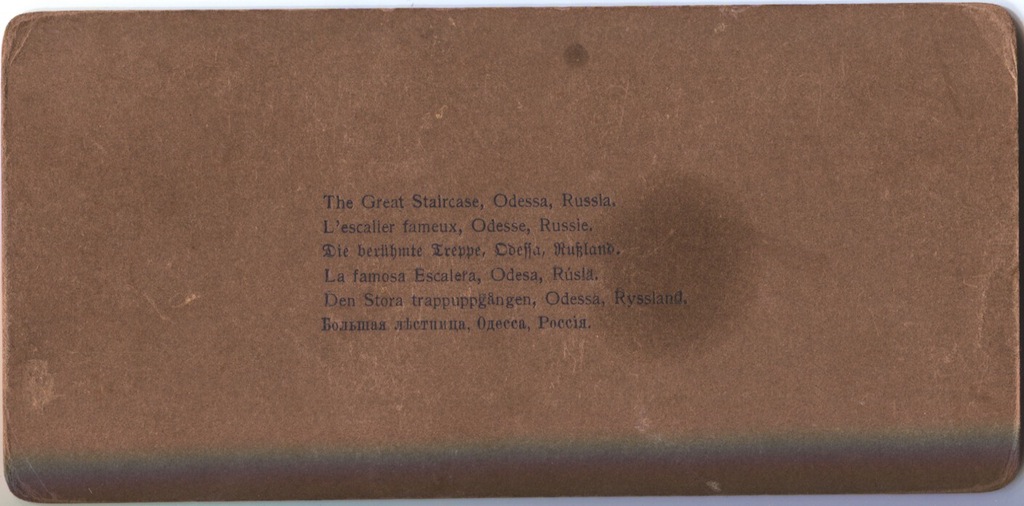 The Great Staircase, Odessa, Russia.
L'escalier fameux, Odesse, Russie.
Die berühmte Treppe, Odessa, Rußland.
La famosa Escalera, Odesa, Rúsia.
Den Stora trappuppgången, Odessa, Ryssland.
Большая лѣстница, Одесса, Россія.